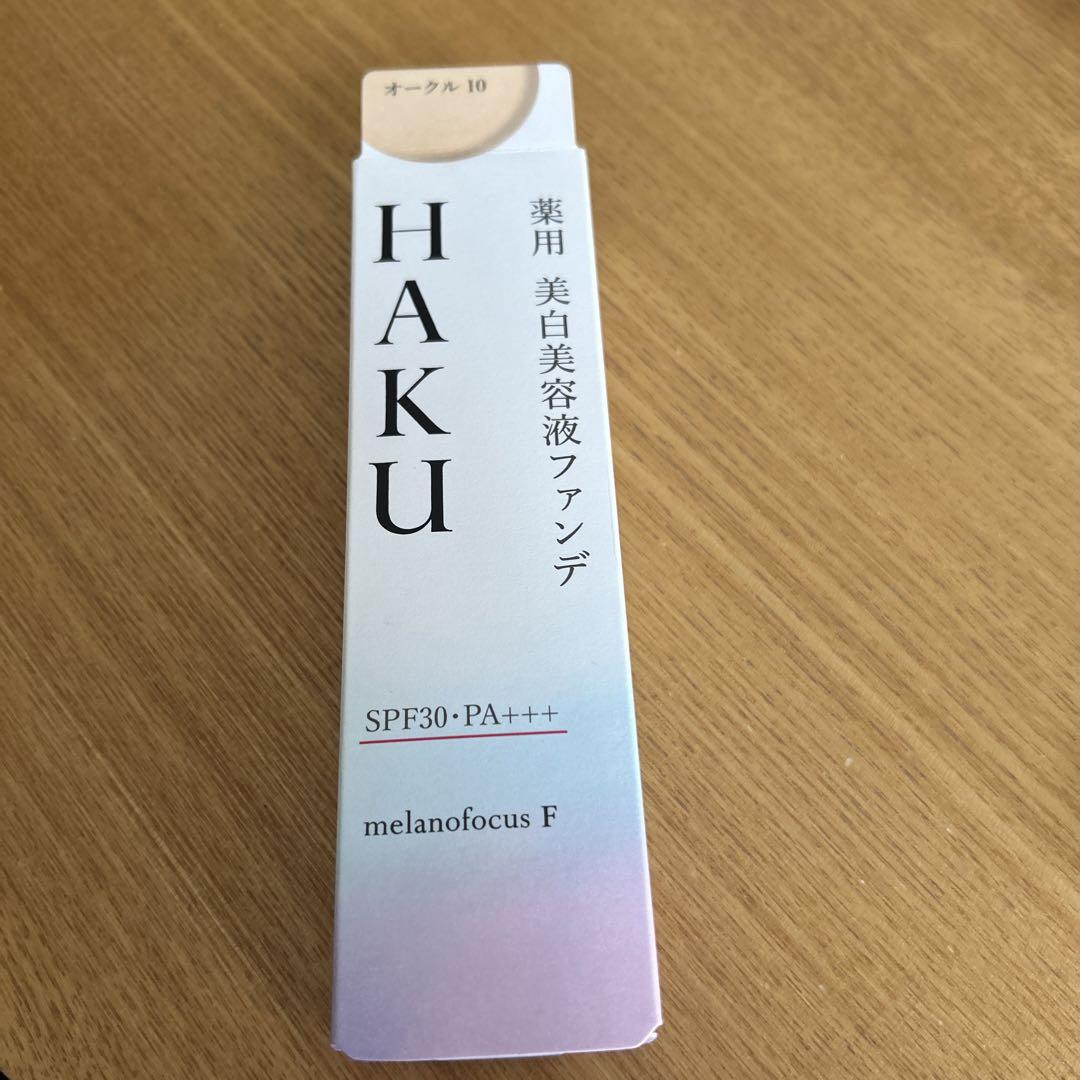 オークル 10
HAKU
薬用 美白美容液ファンデ
SPF30・PA+++
melanofocus F